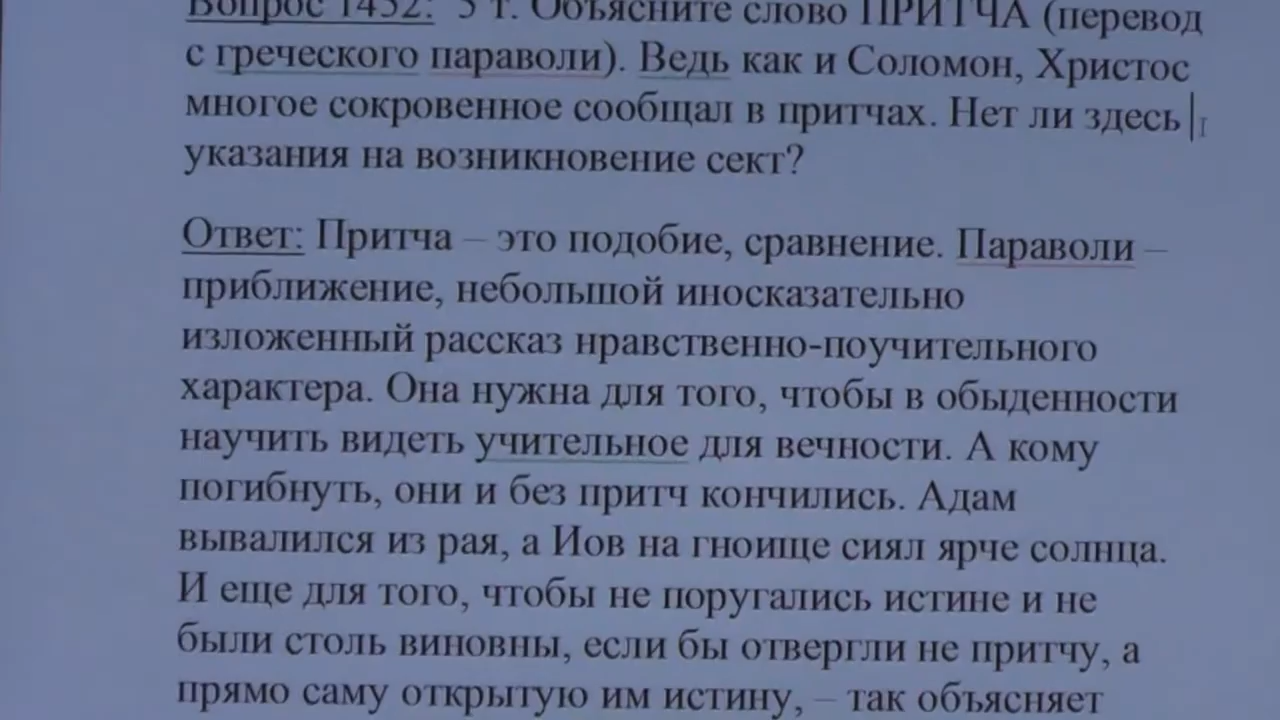 Вопрос 1452: 5 т. Объясните слово ПРИТЧА (перевод
с греческого параволи). Ведь как и Соломон, Христос
многое сокровенное сообщал в притчах. Нет ли здесь
указания на возникновение сект?
Ответ: Притча – это подобие, сравнение. Параволи –
приближение, небольшой иносказательно
изложенный рассказ нравственно-поучительного
характера. Она нужна для того, чтобы в обыденности
научить видеть учительное для вечности. А кому
погибнуть, они и без притч кончились. Адам
вывалился из рая, а Иов на гноище сиял ярче солнца.
И еще для того, чтобы не поругались истине и не
были столь виновны, если бы отвергли не притчу, а
прямо саму открытую им истину, – так объясняет